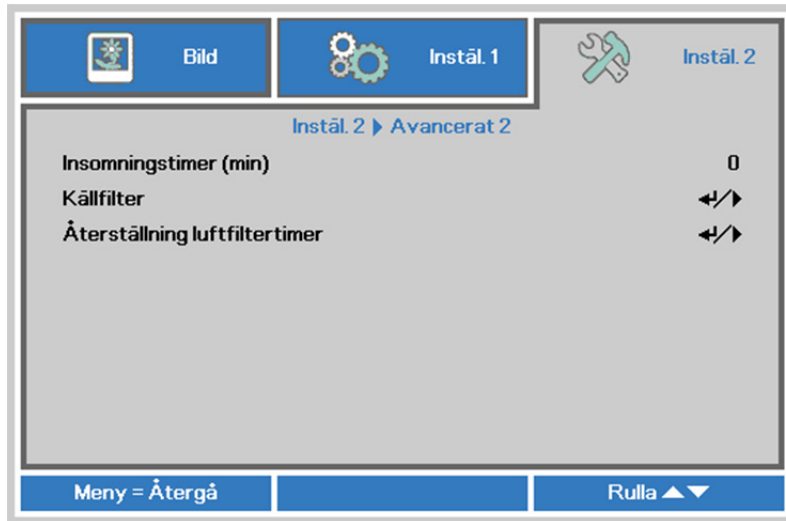 Bild
Instäl. 1
Instäl. 2
Instäl. 2 ▶ Avancerat 2
Insomningstimer (min) 0
Källfilter ↵/▶
Återställning luftfiltertimer ↵/▶
Meny = Återgå
Rulla ▲▼